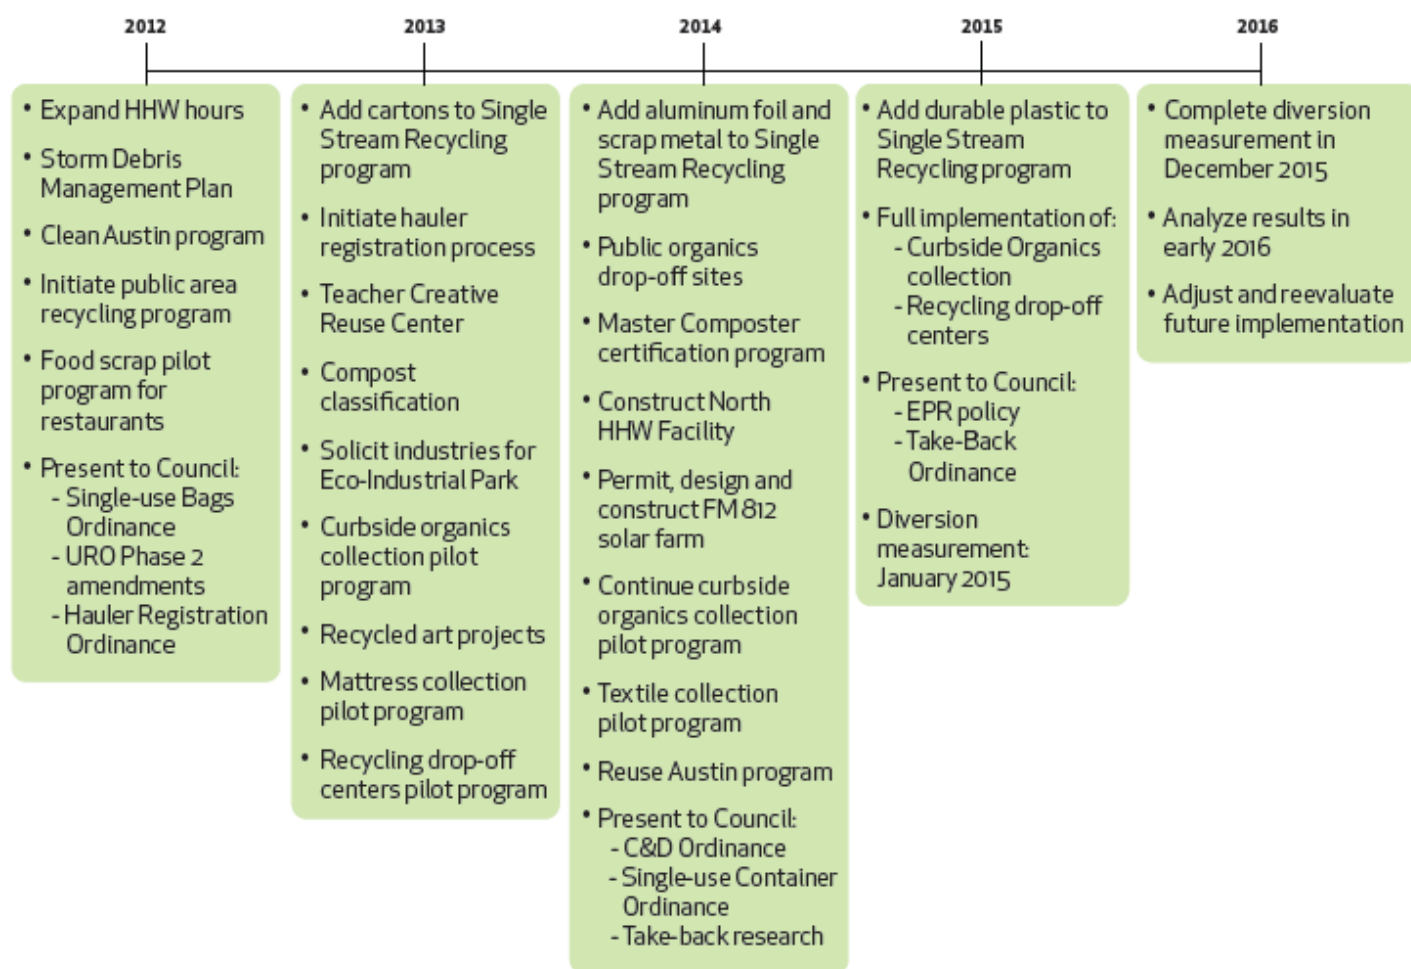 2012
2013
2014
2015
2016
• Expand HHW hours
• Storm Debris
Management Plan
• Clean Austin program
• Initiate public area
recycling program
• Food scrap pilot
program for
restaurants
• Present to Council:
- Single-use Bags
Ordinance
- URO Phase 2
amendments
- Hauler Registration
Ordinance
• Add cartons to Single
Stream Recycling
program
• Initiate hauler
registration process
• Teacher Creative
Reuse Center
• Compost
classification
• Solicit industries for
Eco-Industrial Park
• Curbside organics
collection pilot
program
• Recycled art projects
• Mattress collection
pilot program
• Recycling drop-off
centers pilot program
• Add aluminum foil and
scrap metal to Single
Stream Recycling
program
• Public organics
drop-off sites
• Master Composter
certification program
• Construct North
HHW Facility
• Permit, design and
construct FM 812
solar farm
• Continue curbside
organics collection
pilot program
• Textile collection
pilot program
• Reuse Austin program
• Present to Council:
- C&D Ordinance
- Single-use Container
Ordinance
- Take-back research
• Add durable plastic to
Single Stream
Recycling program
• Full implementation of:
- Curbside Organics
collection
- Recycling drop-off
centers
• Present to Council:
- EPR policy
- Take-Back
Ordinance
• Diversion
measurement:
January 2015
• Complete diversion
measurement in
December 2015
• Analyze results in
early 2016
• Adjust and reevaluate
future implementation